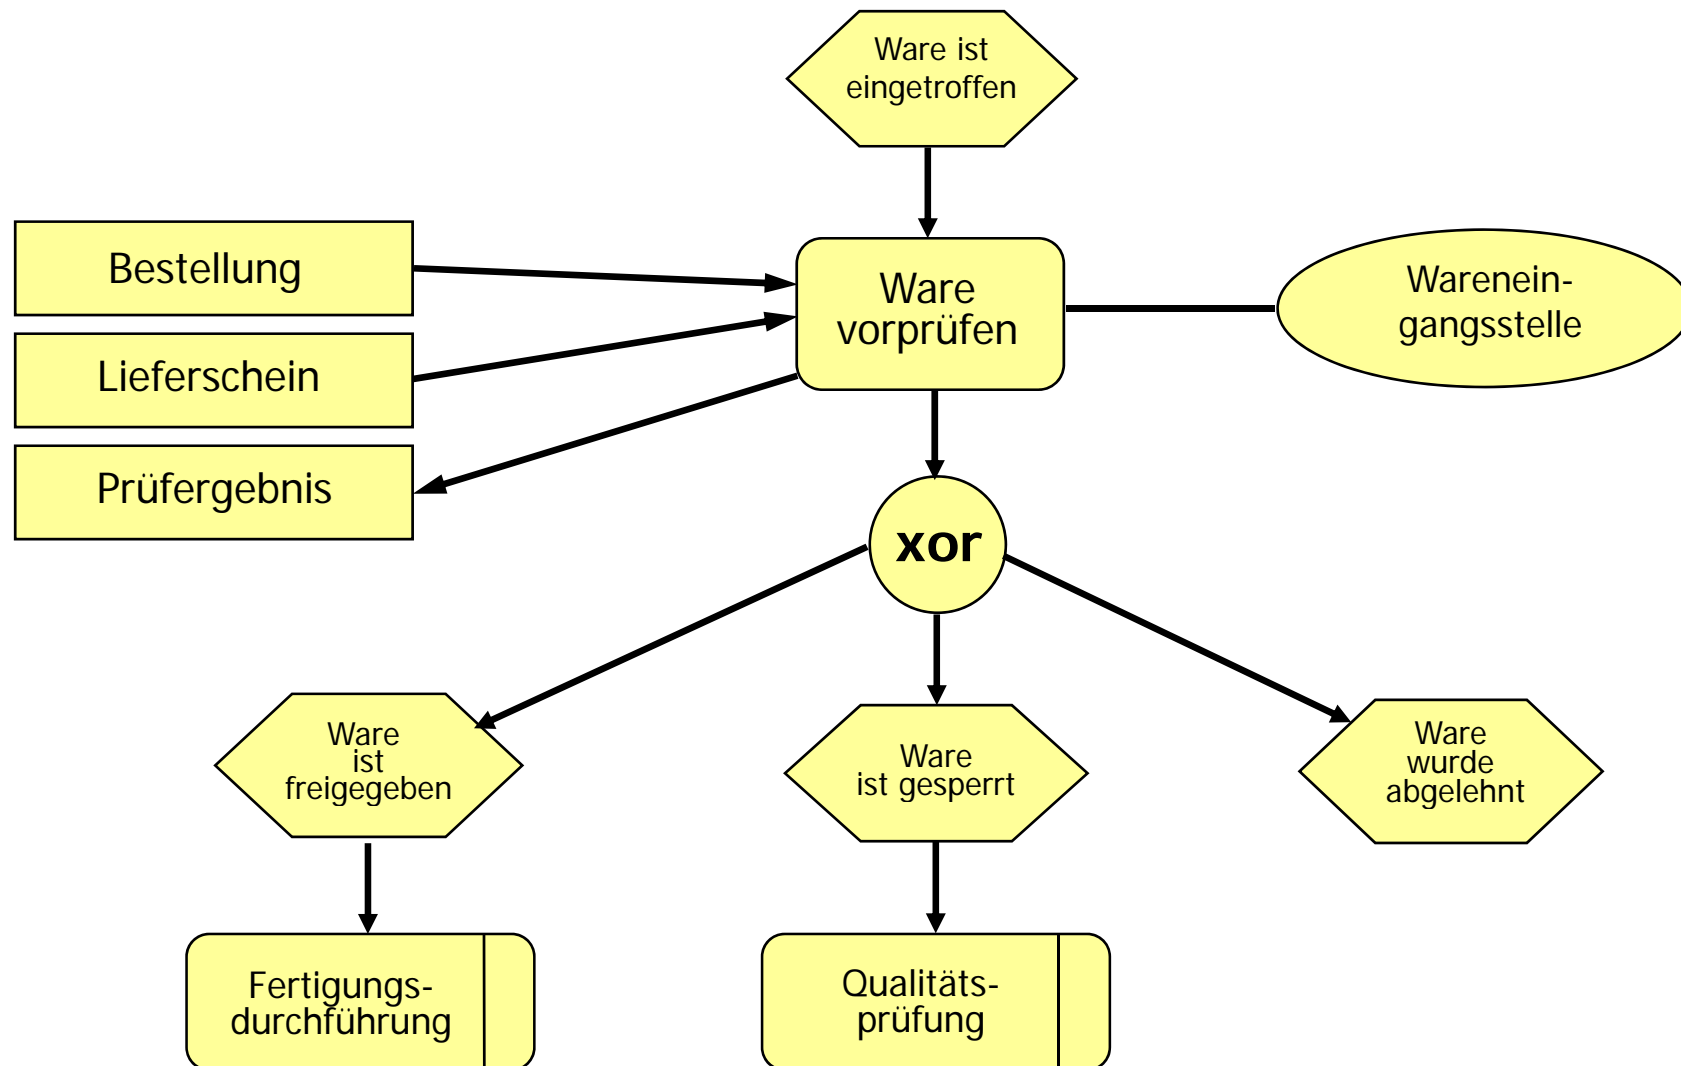 Ware ist
eingetroffen
Bestellung
Lieferschein
Prüfergebnis
Ware
vorprüfen
Warenein-
gangsstelle
xor
Ware
ist
freigegeben
Ware
ist gesperrt
Ware
wurde
abgelehnt
Fertigungs-
durchführung
Qualitäts-
prüfung